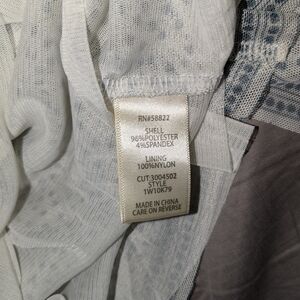 RN#58822
SHELL
96%POLYESTER
4%SPANDEX
LINING
100%NYLON
CUT:3004502
STYLE
1W10K79
MADE IN CHINA
CARE ON REVERSE